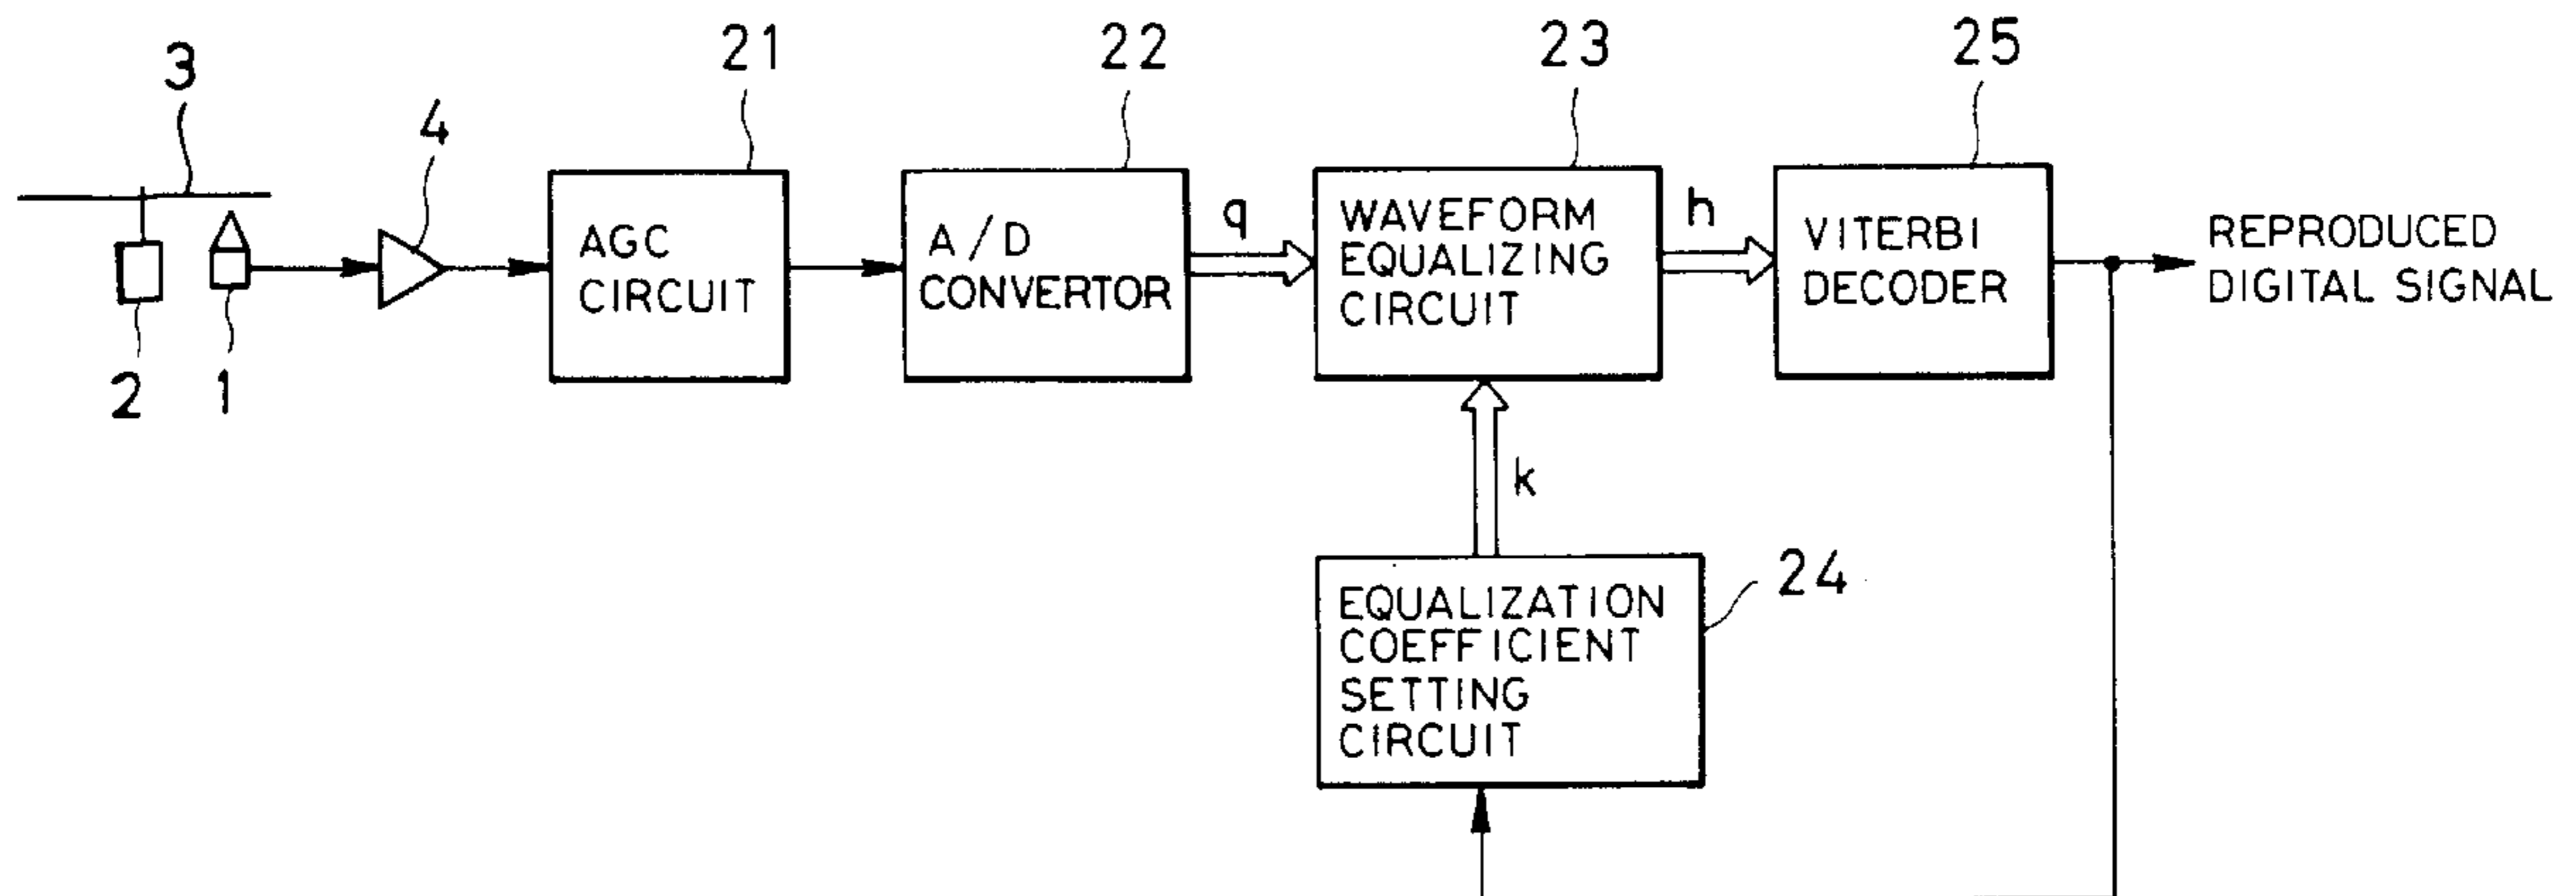 3
4
21
22
23
25
2
1
AGC
CIRCUIT
A/D
CONVERTOR
q
WAVEFORM
EQUALIZING
CIRCUIT
h
VITERBI
DECODER
REPRODUCED
DIGITAL SIGNAL
k
EQUALIZATION
COEFFICIENT
SETTING
CIRCUIT
24